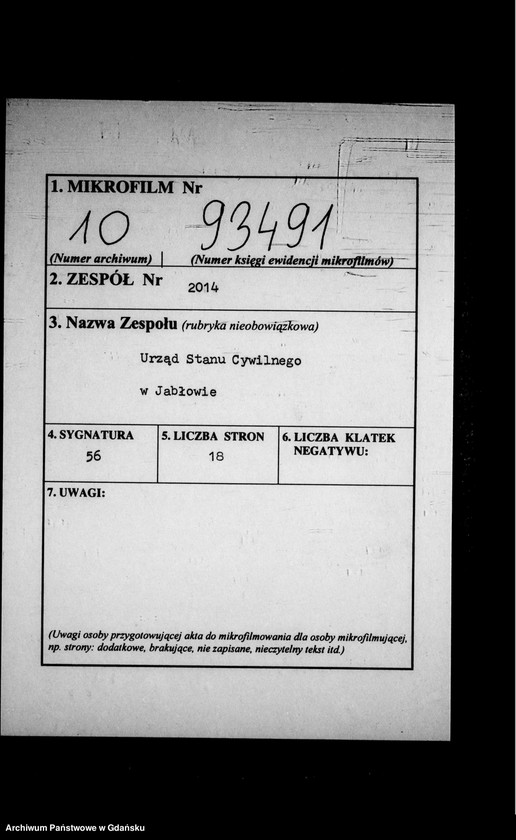 1. MIKROFILM Nr
10 93491
(Numer archiwum) (Numer księgi ewidencji mikrofilmów)
2. ZESPÓŁ Nr
2014
3. Nazwa Zespołu (rubryka nieobowiązkowa)
Urząd Stanu Cywilnego
w Jabłowie
4. SYGNATURA
56
5. LICZBA STRON
18
6. LICZBA KLATEK
NEGATYWU:
7. UWAGI:
(Uwagi osoby przygotowującej akta do mikrofilmowania dla osoby mikrofilmującej,
np. strony: dodatkowe, brakujące, nie zapisane, nieczytelny tekst itd.)
Archiwum Państwowe w Gdańsku